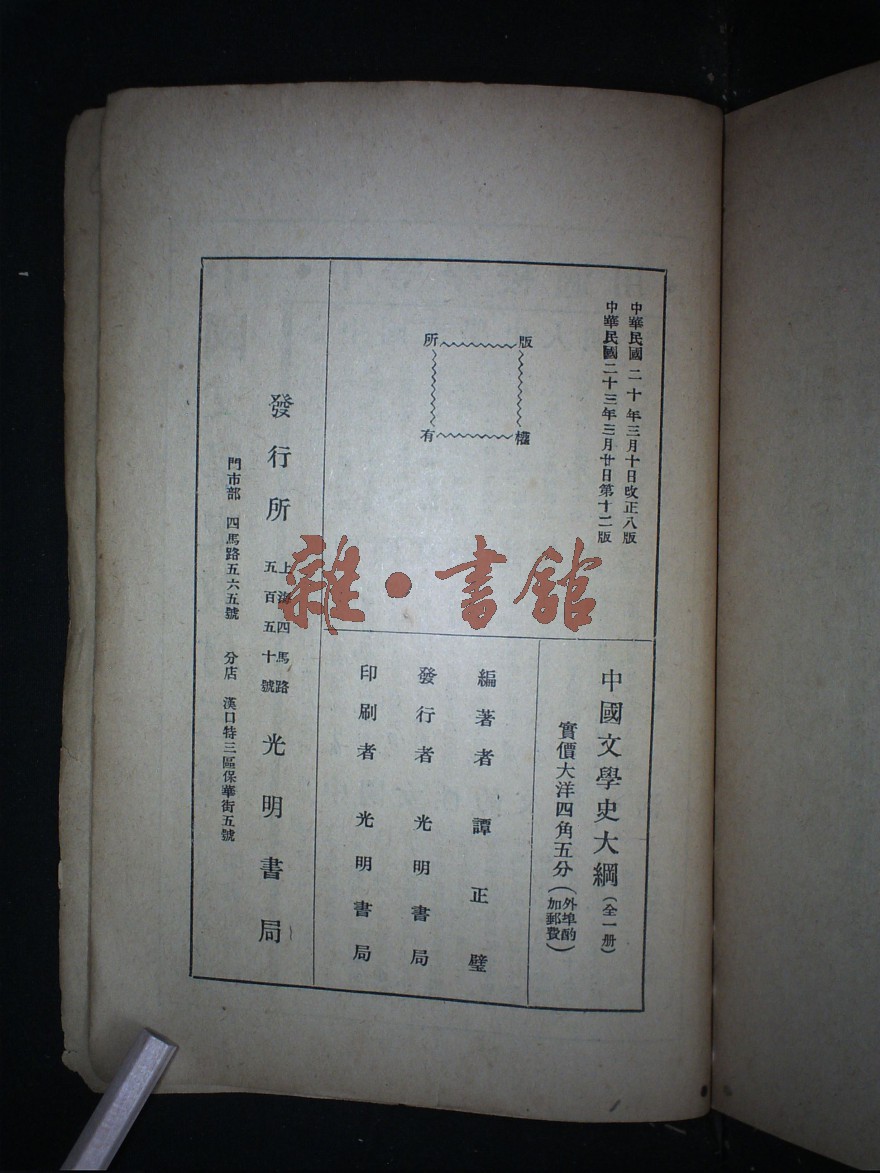 中華民國二十年三月十日改正八版
中華民國二十三年三月廿日第十二版
版權所有
中國文學史大綱(全一册)
實價大洋四角五分(外埠酌加郵費)
編著者 譚正璧
發行者 光明書局
印刷者 光明書局
發行所 上海四馬路五百五十號 光明書局
門市部 四馬路五六五號 分店 漢口特三區保華街五號
雜·書館